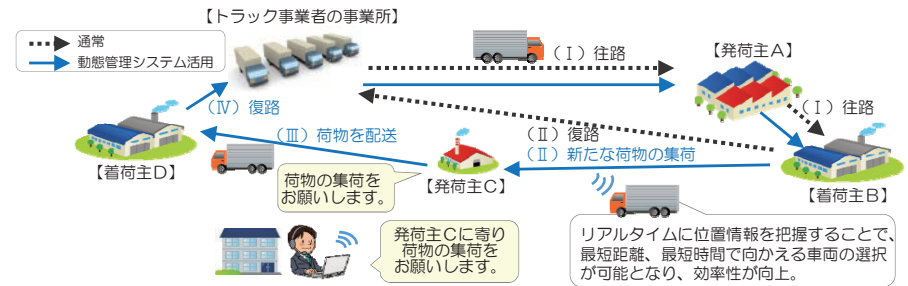 【トラック事業者の事業所】
通常
動態管理システム活用
(Ⅰ)往路
【発荷主A】
(Ⅰ)往路
(Ⅳ)復路
(Ⅲ)荷物を配送
(Ⅱ)復路
(Ⅱ)新たな荷物の集荷
【着荷主D】
【発荷主C】
【着荷主B】
荷物の集荷を
お願いします。
発荷主Cに寄り
荷物の集荷を
お願いします。
リアルタイムに位置情報を把握することで、
最短距離、最短時間で向かえる車両の選択
が可能となり、効率性が向上。